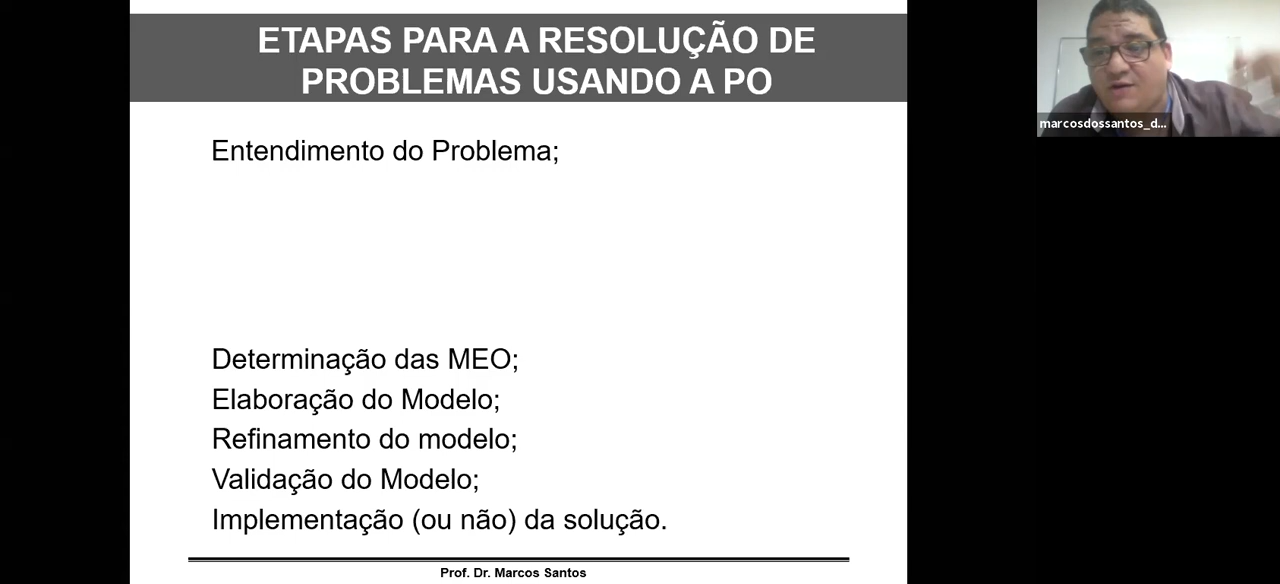 ETAPAS PARA A RESOLUÇÃO DE
PROBLEMAS USANDO A PO
marcosdossantos_d...
Entendimento do Problema;
Determinação das MEO;
Elaboração do Modelo;
Refinamento do modelo;
Validação do Modelo;
Implementação (ou não) da solução.
Prof. Dr. Marcos Santos